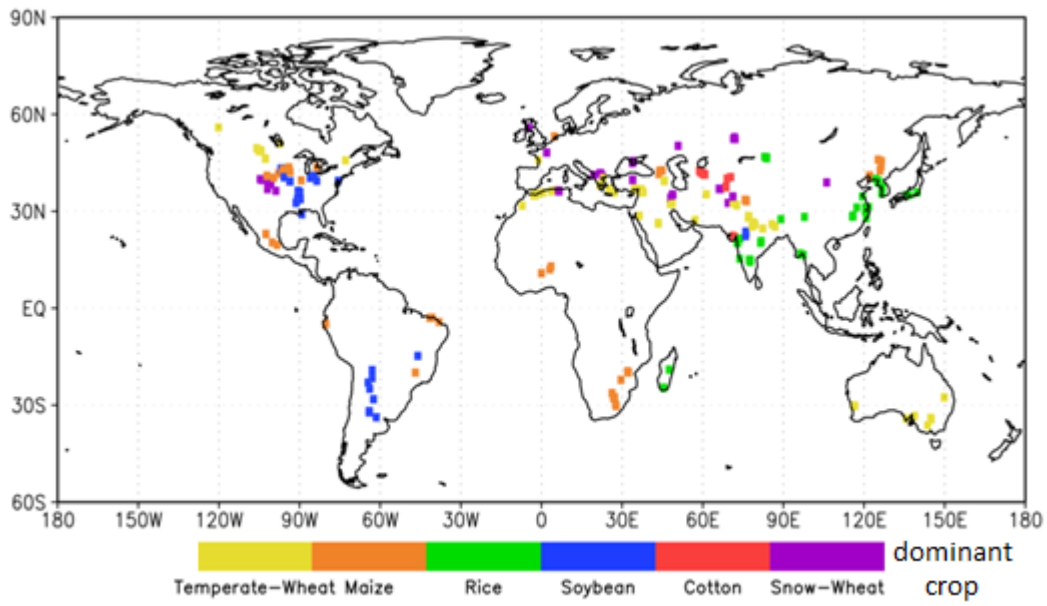 90N
60N
30N
EQ
30S
60S
180 150W 120W 90W 60W 30W 0 30E 60E 90E 120E 150E 180
Temperate-Wheat Maize Rice Soybean Cotton Snow-Wheat dominant
crop